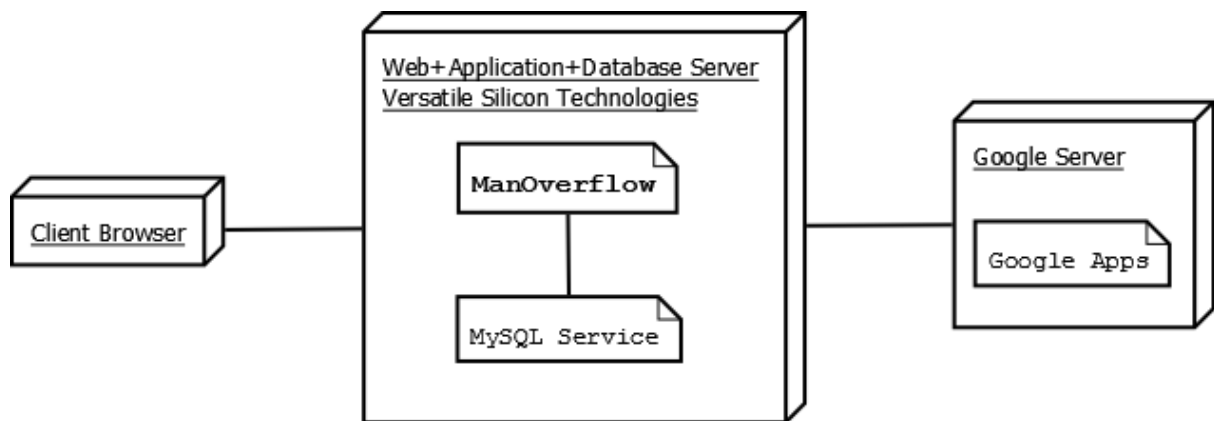 Web+Application+Database Server
Versatile Silicon Technologies
ManOverflow
MySQL Service
Client Browser
Google Server
Google Apps